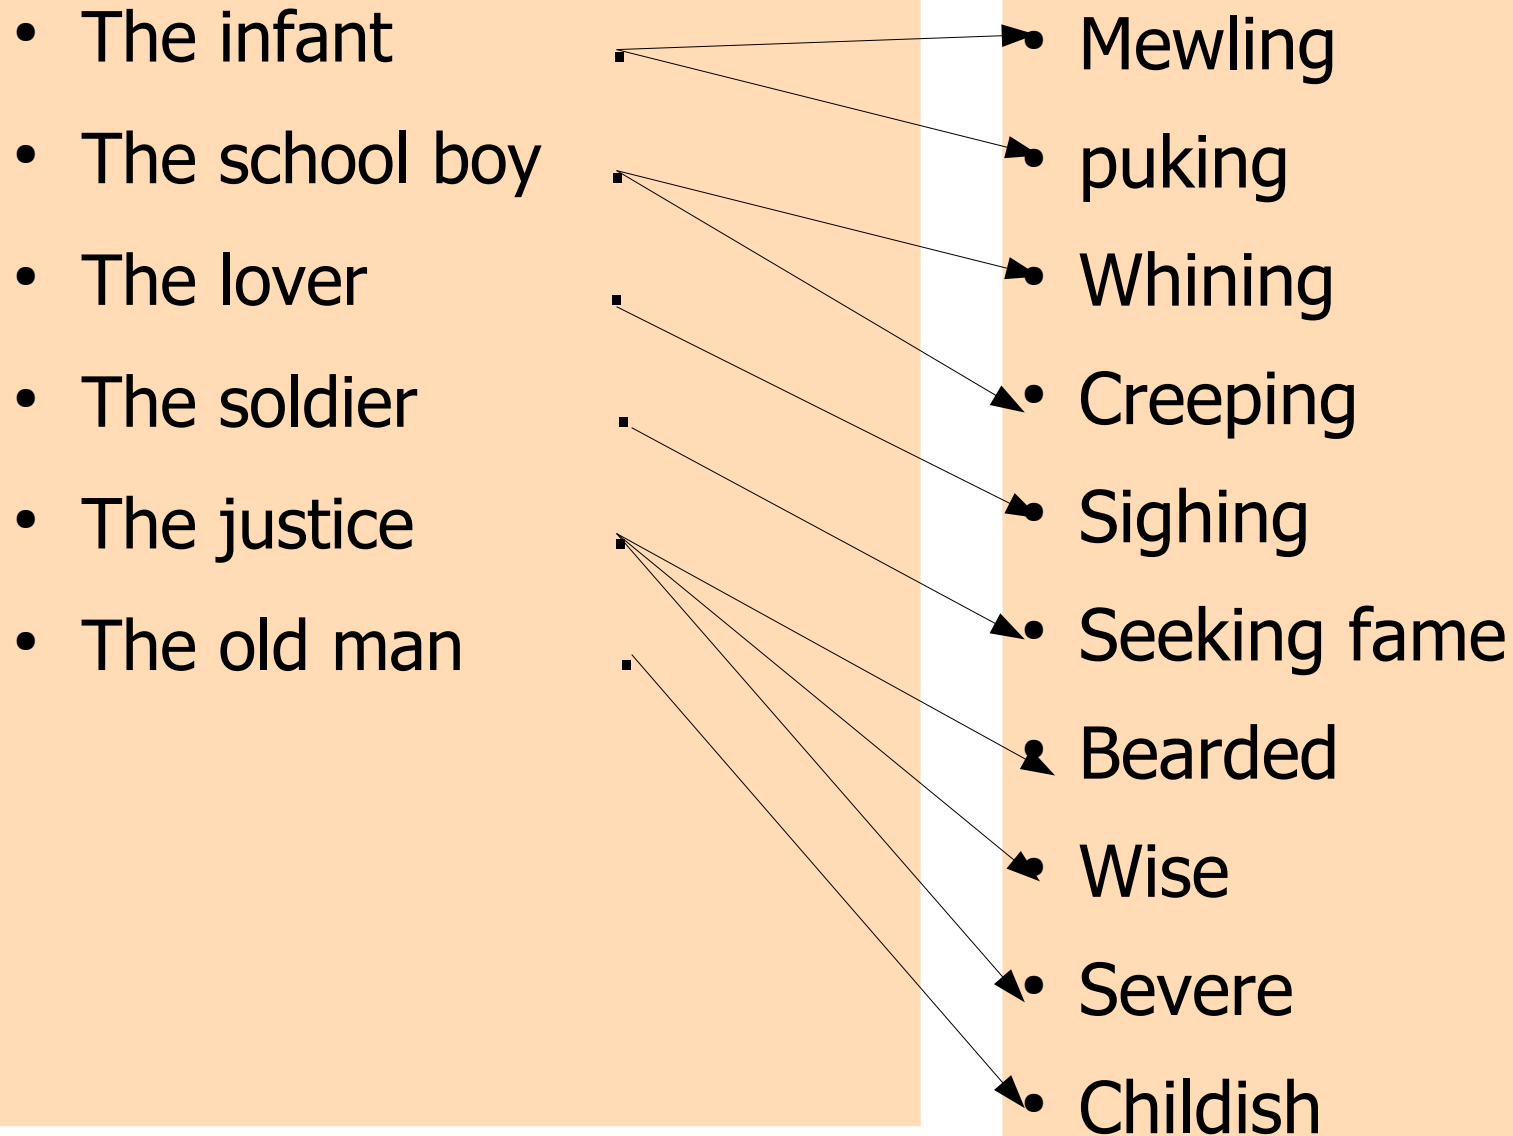 The infant .
The school boy .
The lover .
The soldier .
The justice .
The old man .
Mewling
puking
Whining
Creeping
Sighing
Seeking fame
Bearded
Wise
Severe
Childish